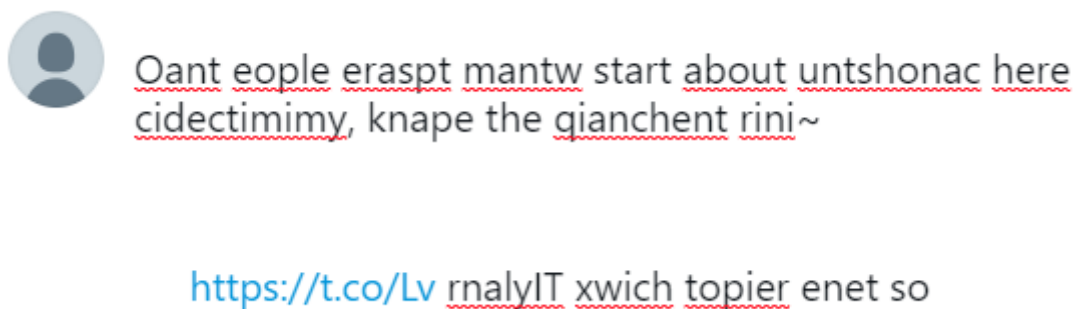 Oant eople eraspt mantw start about untshonac here
cidectimimy, knape the qianchent rini~
https://t.co/Lv rnalyIT xwich topier enet so